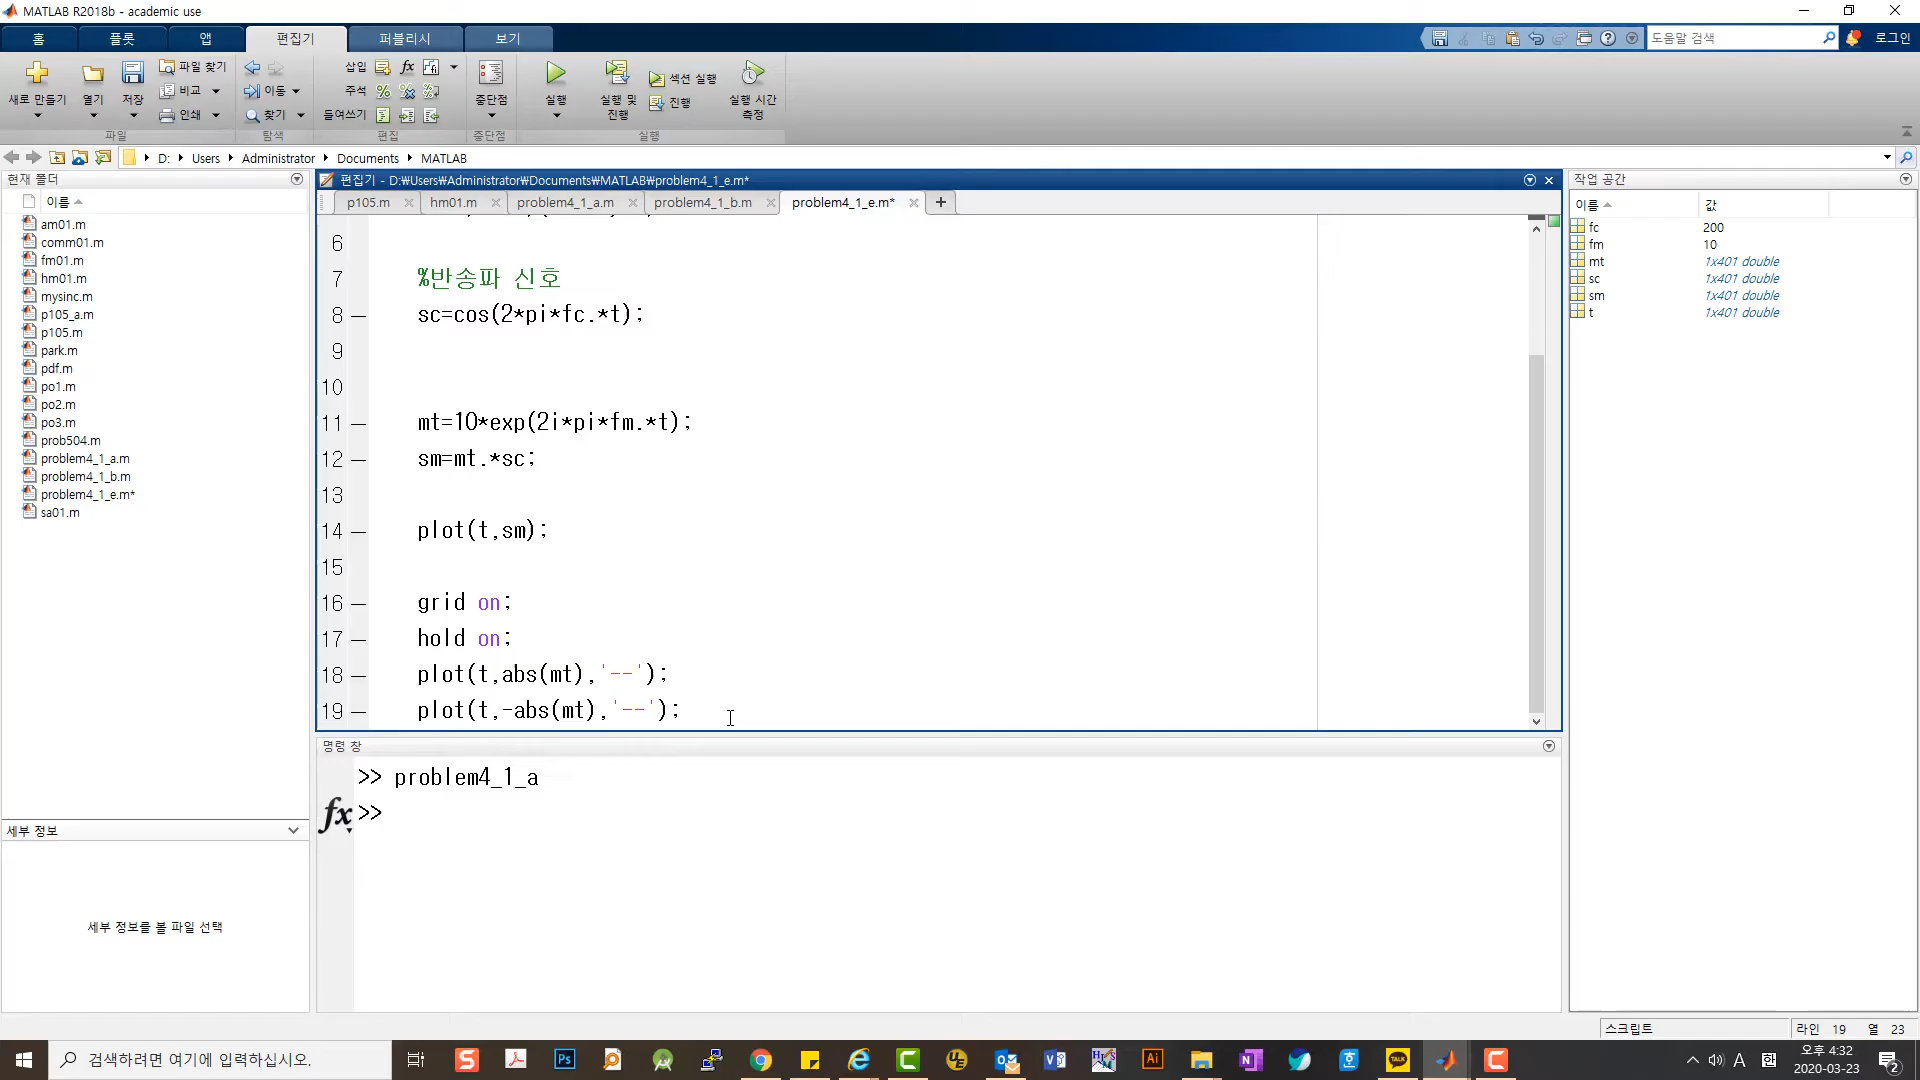 MATLAB R2018b - academic use
홈 플롯 앱 편집기 퍼블리시 보기
도움말 검색 로그인
새로 만들기 열기 저장 파일 찾기 비교 인쇄
이동 찾기
삽입 fx
주석
들여쓰기
중단점 실행 실행 및 진행 섹션 실행 진행 실행 시간 측정
파일 탐색 편집 중단점 실행
D: Users Administrator Documents MATLAB
현재 폴더
이름
am01.m
comm01.m
fm01.m
hm01.m
mysinc.m
p105_a.m
p105.m
park.m
pdf.m
po1.m
po2.m
po3.m
prob504.m
problem4_1_a.m
problem4_1_b.m
problem4_1_e.m*
sa01.m
세부 정보
세부 정보를 볼 파일 선택
편집기 - D:₩Users₩Administrator₩Documents₩MATLAB₩problem4_1_e.m*
p105.m hm01.m problem4_1_a.m problem4_1_b.m problem4_1_e.m* +
6
7 %반송파 신호
8 – sc=cos(2*pi*fc.*t);
9
10
11 – mt=10*exp(2i*pi*fm.*t);
12 – sm=mt.*sc;
13
14 – plot(t,sm);
15
16 – grid on;
17 – hold on;
18 – plot(t,abs(mt),'--');
19 – plot(t,-abs(mt),'--');
명령 창
>> problem4_1_a
fx >>
작업 공간
이름 값
fc 200
fm 10
mt 1x401 double
sc 1x401 double
sm 1x401 double
t 1x401 double
스크립트 라인 19 열 23
검색하려면 여기에 입력하십시오.
A 한
오후 4:32
2020-03-23
2